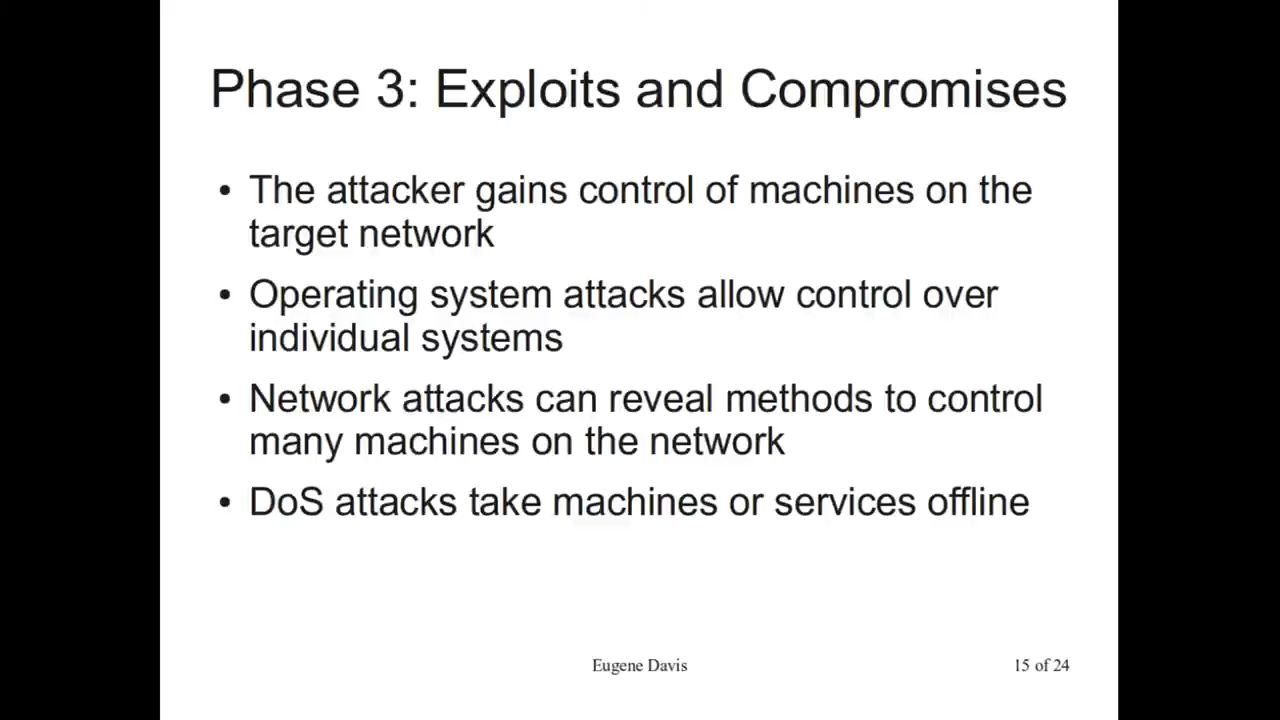 Phase 3: Exploits and Compromises
• The attacker gains control of machines on the
target network
• Operating system attacks allow control over
individual systems
• Network attacks can reveal methods to control
many machines on the network
• DoS attacks take machines or services offline
Eugene Davis
15 of 24